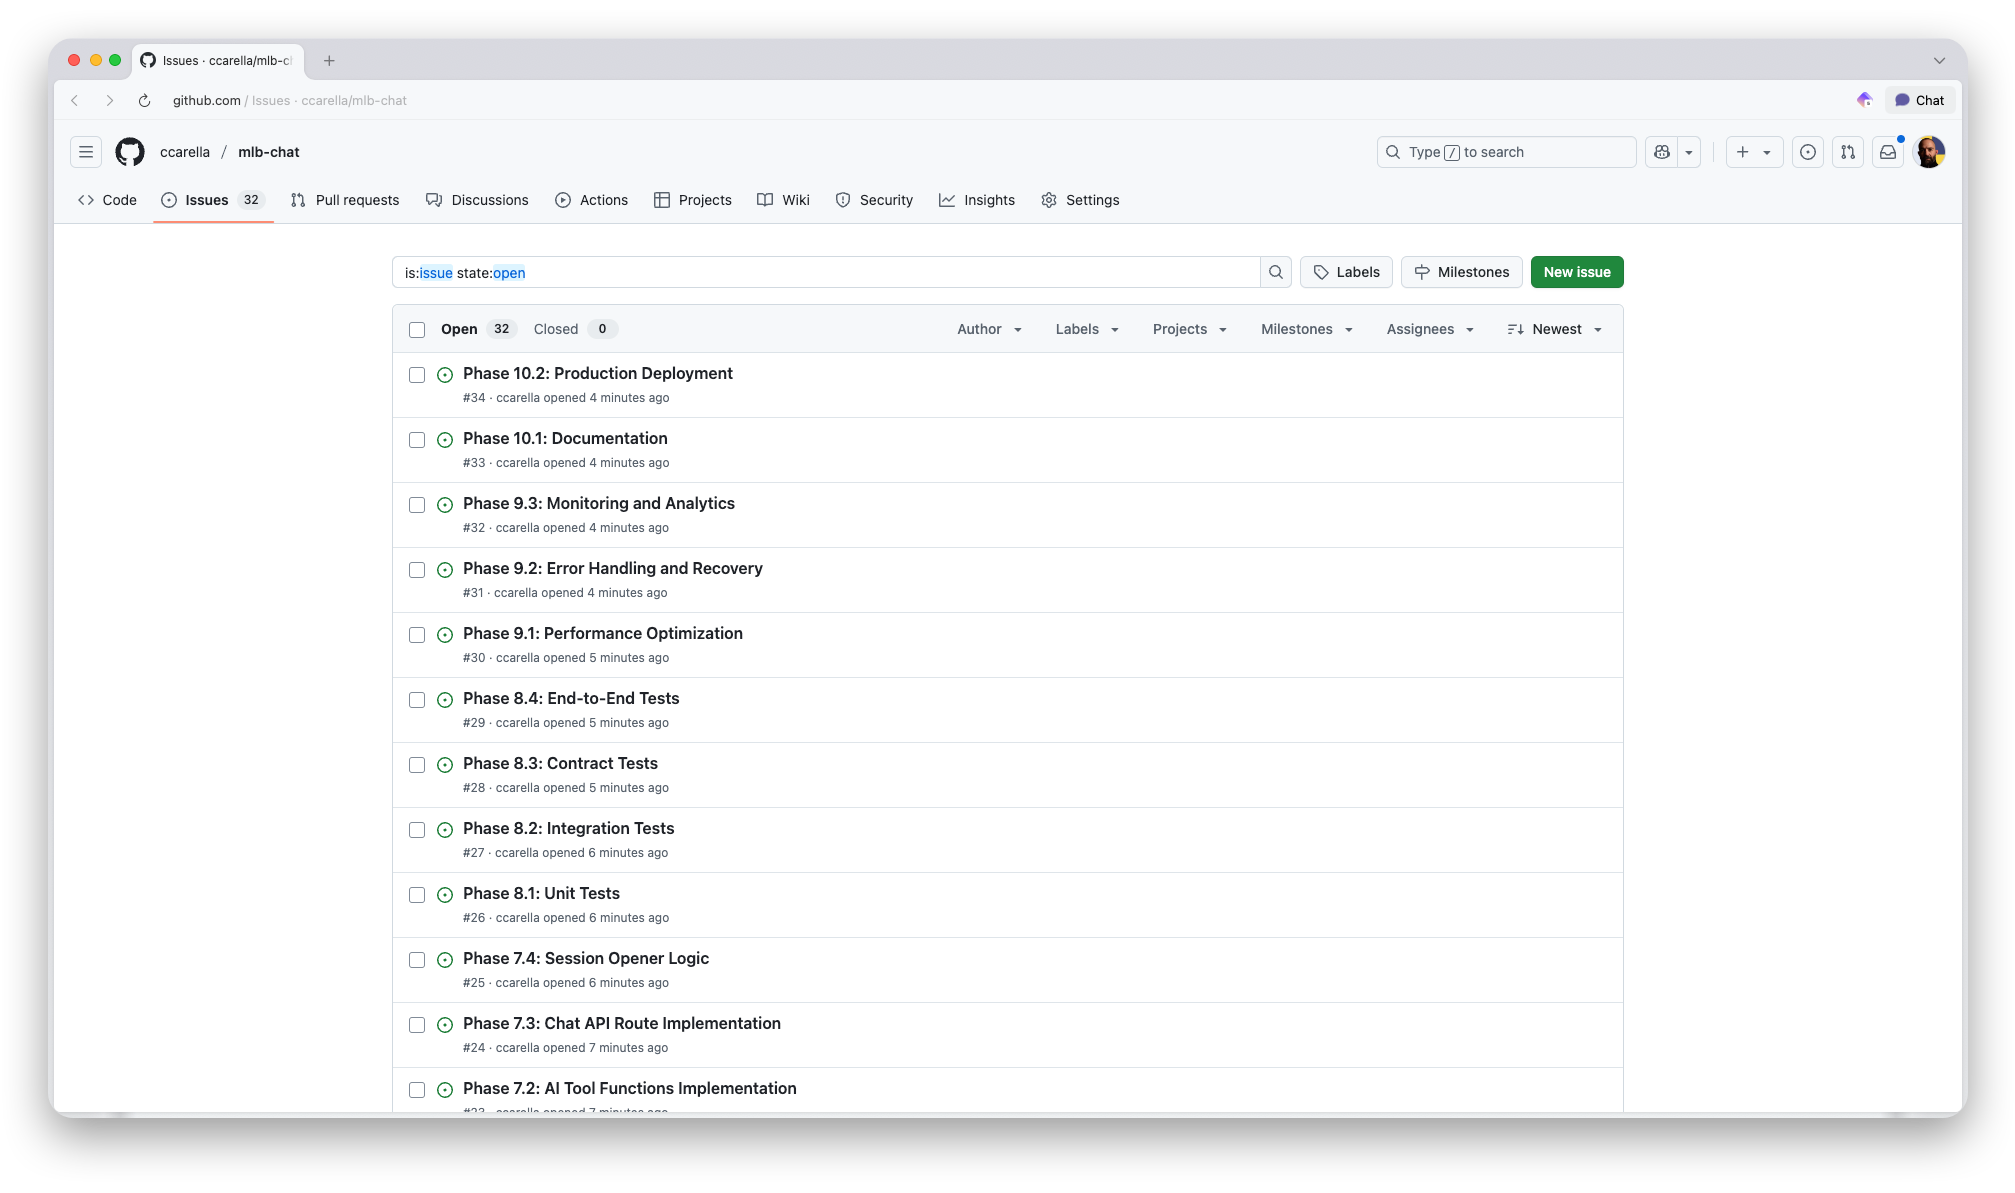 Issues · ccarella/mlb-c
github.com / Issues · ccarella/mlb-chat
Chat
ccarella / mlb-chat
Type / to search
Code
Issues 32
Pull requests
Discussions
Actions
Projects
Wiki
Security
Insights
Settings
is:issue state:open
Labels
Milestones
New issue
Open 32 Closed 0
Author
Labels
Projects
Milestones
Assignees
Newest
Phase 10.2: Production Deployment
#34 · ccarella opened 4 minutes ago
Phase 10.1: Documentation
#33 · ccarella opened 4 minutes ago
Phase 9.3: Monitoring and Analytics
#32 · ccarella opened 4 minutes ago
Phase 9.2: Error Handling and Recovery
#31 · ccarella opened 4 minutes ago
Phase 9.1: Performance Optimization
#30 · ccarella opened 5 minutes ago
Phase 8.4: End-to-End Tests
#29 · ccarella opened 5 minutes ago
Phase 8.3: Contract Tests
#28 · ccarella opened 5 minutes ago
Phase 8.2: Integration Tests
#27 · ccarella opened 6 minutes ago
Phase 8.1: Unit Tests
#26 · ccarella opened 6 minutes ago
Phase 7.4: Session Opener Logic
#25 · ccarella opened 6 minutes ago
Phase 7.3: Chat API Route Implementation
#24 · ccarella opened 7 minutes ago
Phase 7.2: AI Tool Functions Implementation
#23 · ccarella opened 7 minutes ago